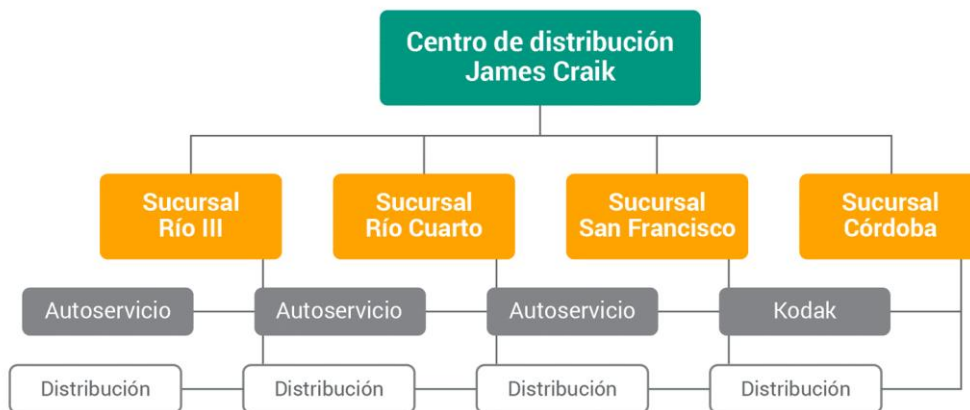 Centro de distribución
James Craik
Sucursal
Río III
Sucursal
Río Cuarto
Sucursal
San Francisco
Sucursal
Córdoba
Autoservicio
Autoservicio
Autoservicio
Kodak
Distribución
Distribución
Distribución
Distribución